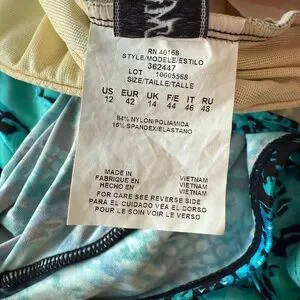 RN 40168
STYLE/MODELE/ESTILO
362447
LOT 10005568
SIZE/TAILLE/TALLE
US EUR UK F/E IT RU
12 42 14 44 46 48
84% NYLON/POLIAMIDA
16% SPANDEX/ELASTANO
MADE IN VIETNAM
FABRIQUE EN VIETNAM
HECHO EN VIETNAM
FOR CARE SEE REVERSE SIDE
PARA EL CUIDADO VEA EL DORSO
POUR LE SOIN VOIR LE VERSO